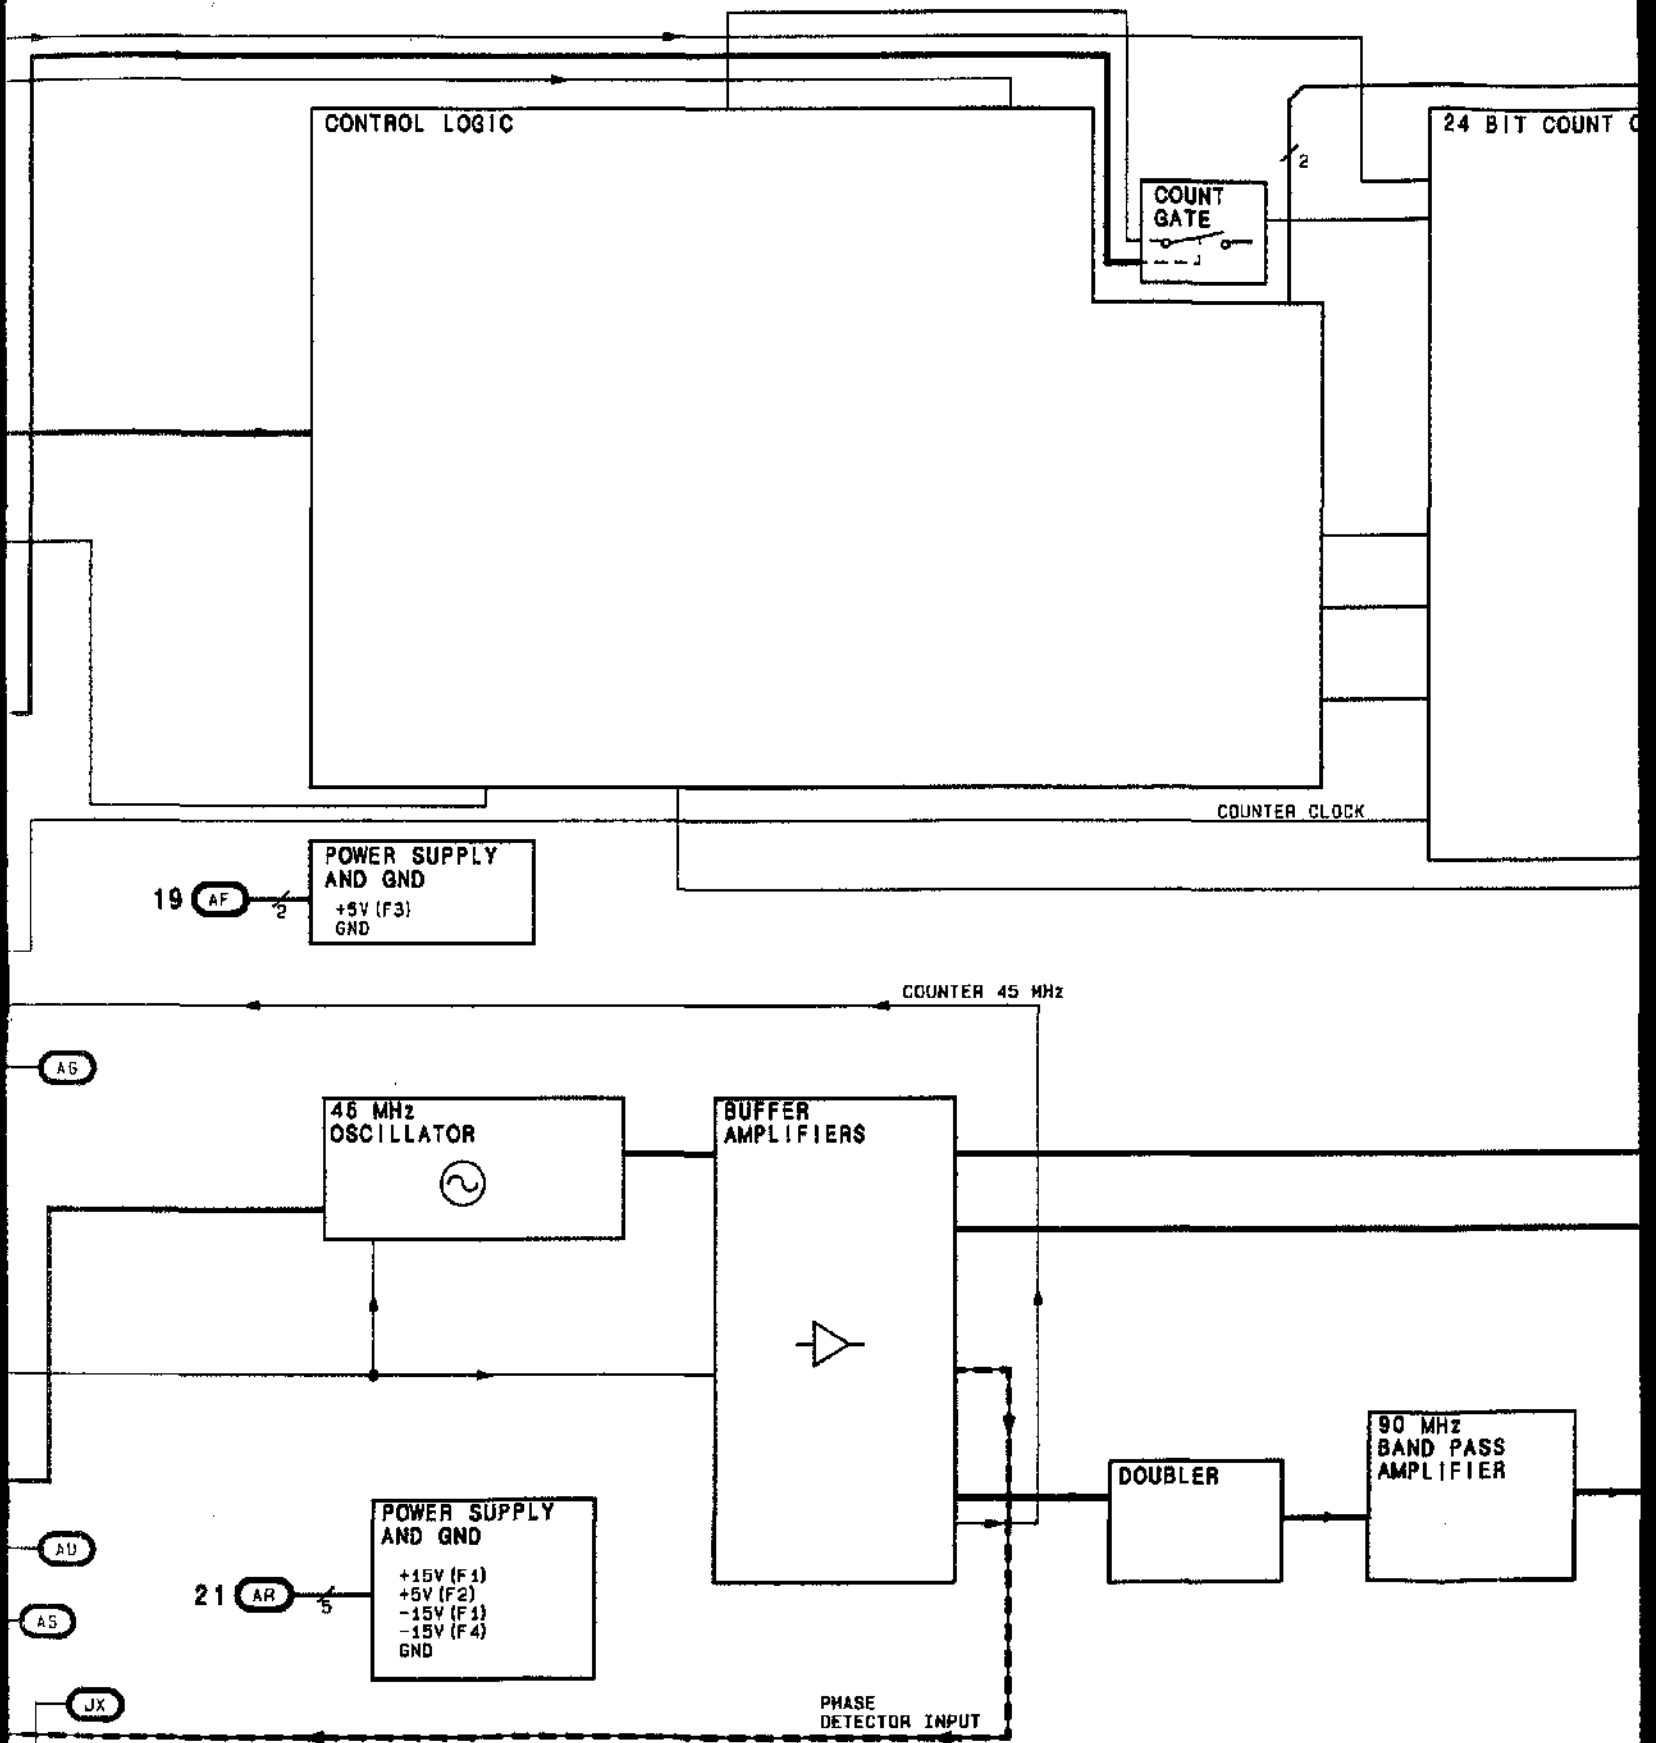 CONTROL LOGIC
24 BIT COUNT
2
COUNT
GATE
COUNTER CLOCK
POWER SUPPLY
AND GND
+5V (F3)
GND
19 AF 2
COUNTER 45 MHz
AG
45 MHz
OSCILLATOR
BUFFER
AMPLIFIERS
90 MHz
BAND PASS
AMPLIFIER
DOUBLER
POWER SUPPLY
AND GND
+15V (F1)
+5V (F2)
-15V (F1)
-15V (F4)
GND
AU
21 AR 5
AS
JX
PHASE
DETECTOR INPUT